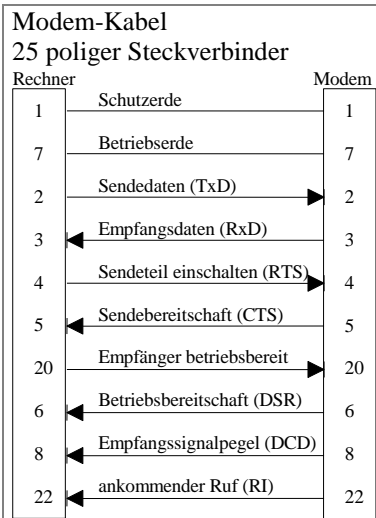 Modem-Kabel
25 poliger Steckverbinder
Rechner Modem
1 Schutzerde 1
7 Betriebserde 7
2 Sendedaten (TxD) 2
3 Empfangsdaten (RxD) 3
4 Sendeteil einschalten (RTS) 4
5 Sendebereitschaft (CTS) 5
20 Empfänger betriebsbereit 20
6 Betriebsbereitschaft (DSR) 6
8 Empfangssignalpegel (DCD) 8
22 ankommender Ruf (RI) 22